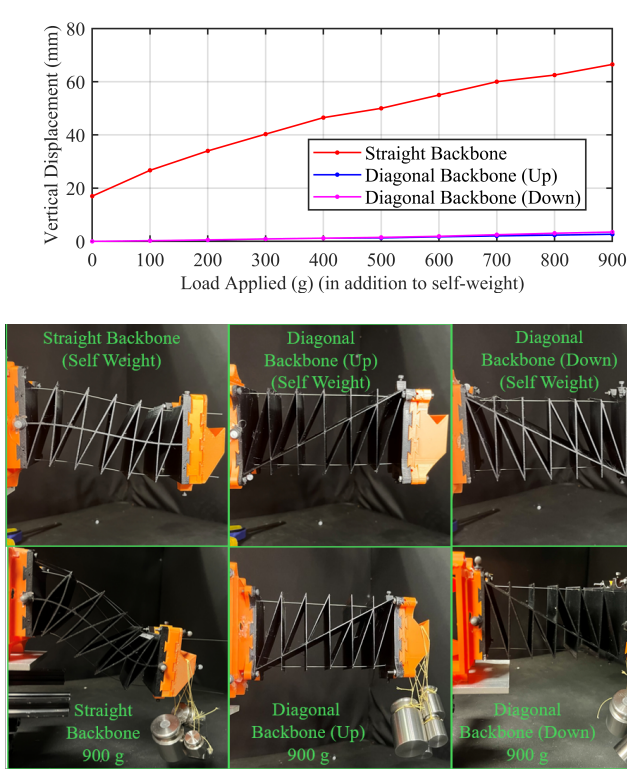 80
60
40
20
0
Vertical Displacement (mm)
Straight Backbone
Diagonal Backbone (Up)
Diagonal Backbone (Down)
0 100 200 300 400 500 600 700 800 900
Load Applied (g) (in addition to self-weight)
Straight Backbone
(Self Weight)
Diagonal
Backbone (Up)
(Self Weight)
Diagonal
Backbone (Down)
(Self Weight)
Straight
Backbone
900 g
Diagonal
Backbone (Up)
900 g
Diagonal
Backbone (Down)
900 g